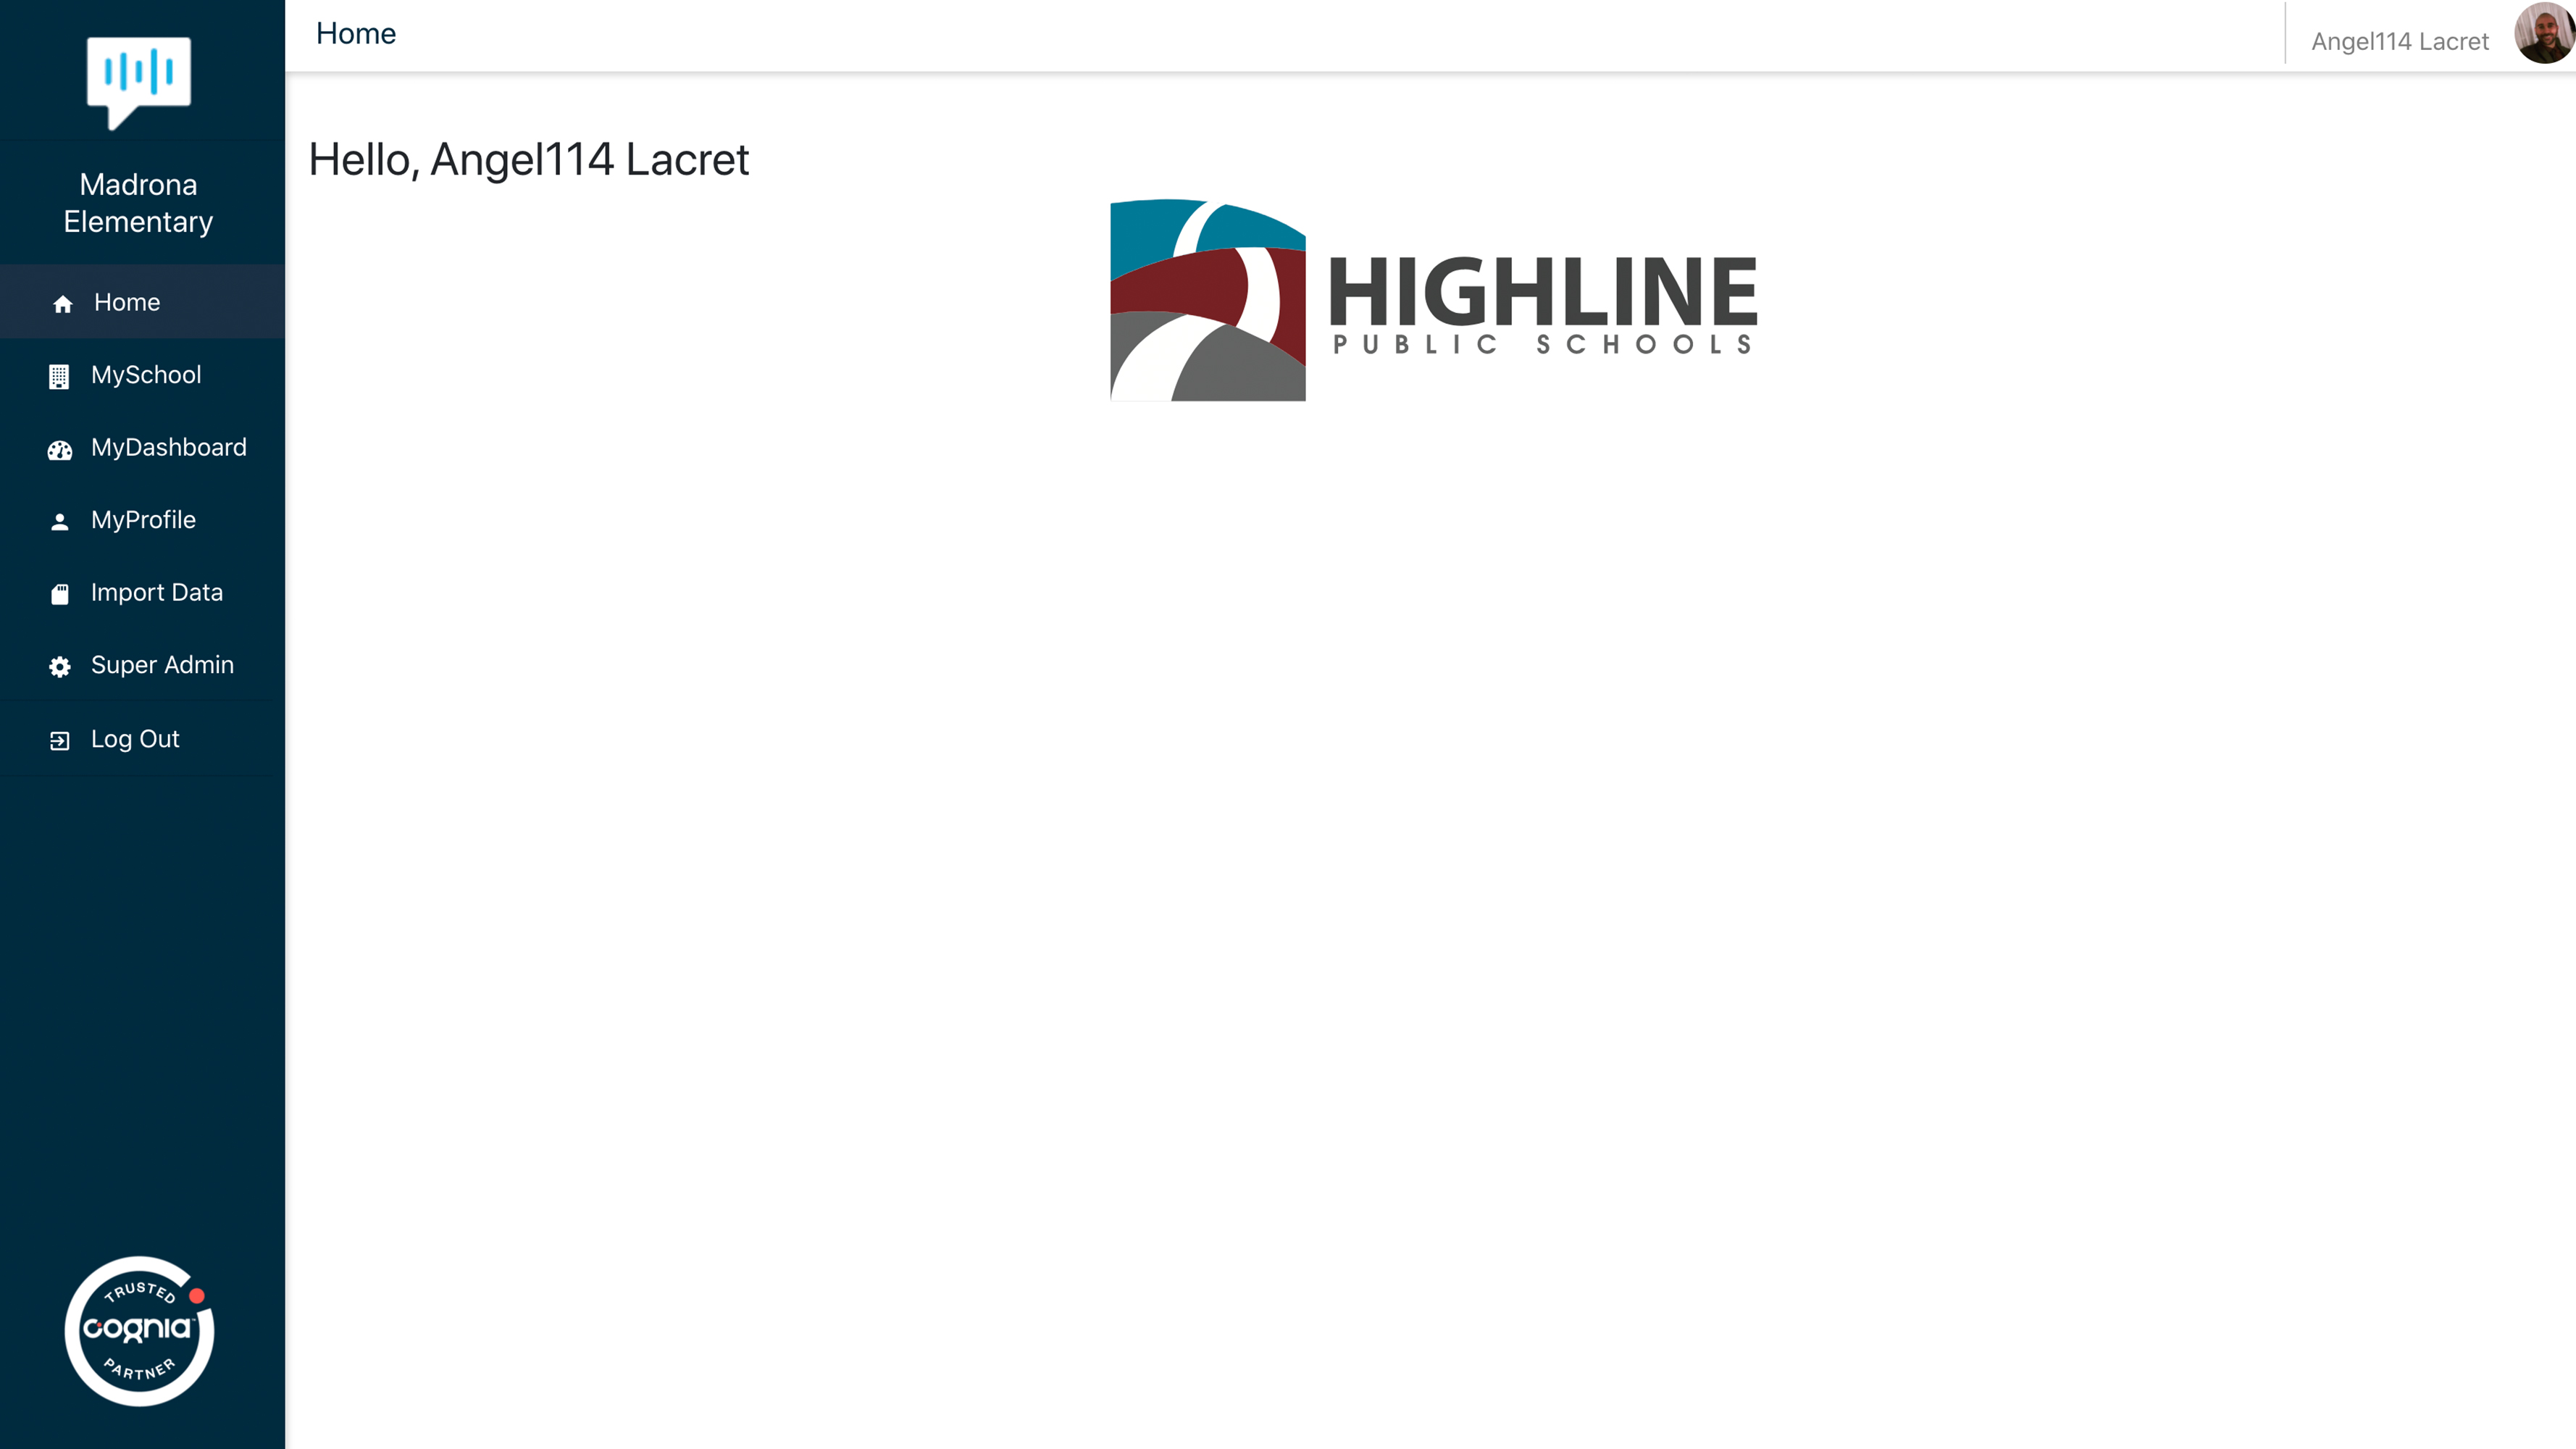 Home
Angel114 Lacret
Madrona
Elementary
Home
MySchool
MyDashboard
MyProfile
Import Data
Super Admin
Log Out
TRUSTED
cognia
PARTNER
Hello, Angel114 Lacret
HIGHLINE
PUBLIC SCHOOLS